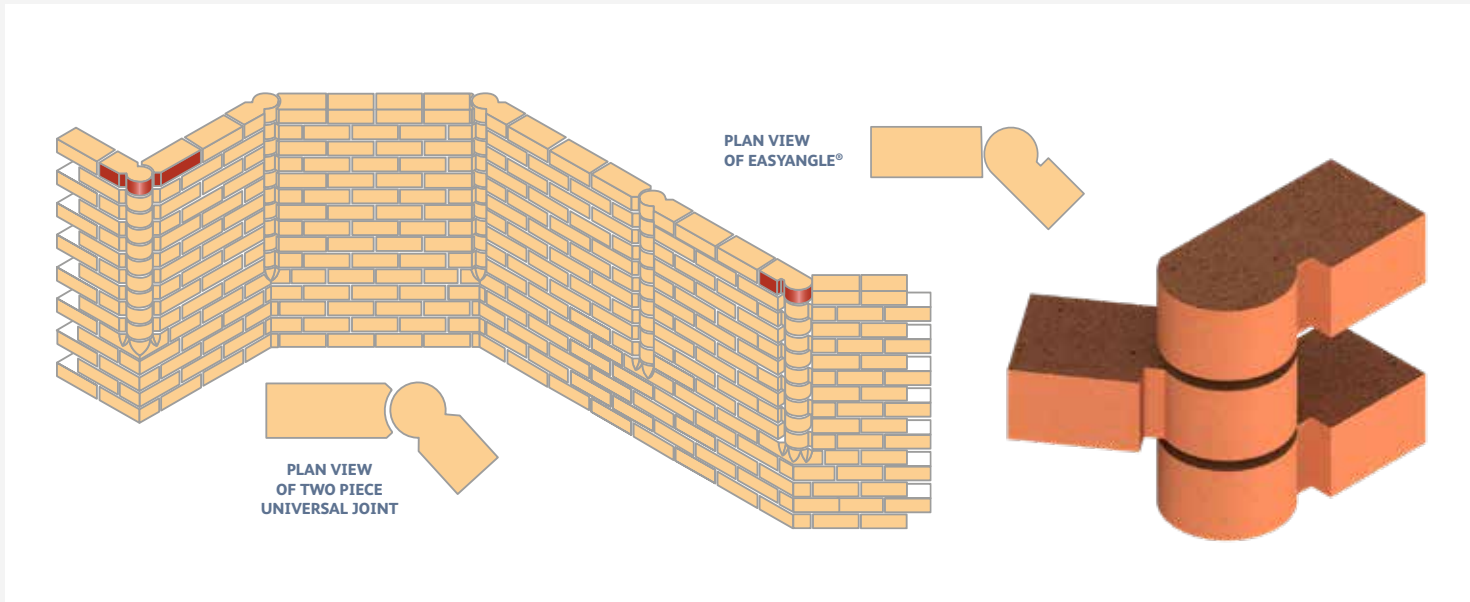 PLAN VIEW
OF EASYANGLE®
PLAN VIEW
OF TWO PIECE
UNIVERSAL JOINT